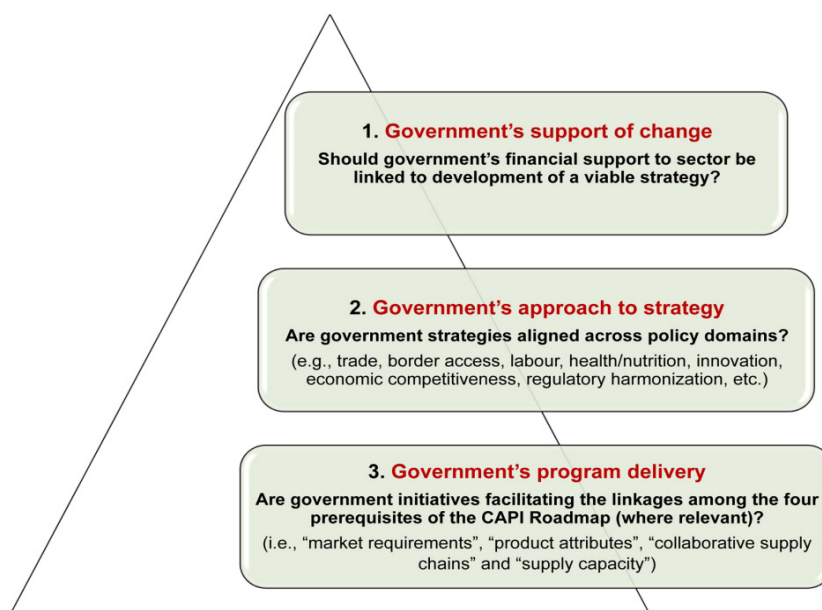 1. Government’s support of change
Should government’s financial support to sector be
linked to development of a viable strategy?
2. Government’s approach to strategy
Are government strategies aligned across policy domains?
(e.g., trade, border access, labour, health/nutrition, innovation,
economic competitiveness, regulatory harmonization, etc.)
3. Government’s program delivery
Are government initiatives facilitating the linkages among the four
prerequisites of the CAPI Roadmap (where relevant)?
(i.e., “market requirements”, “product attributes”, “collaborative supply
chains” and “supply capacity”)